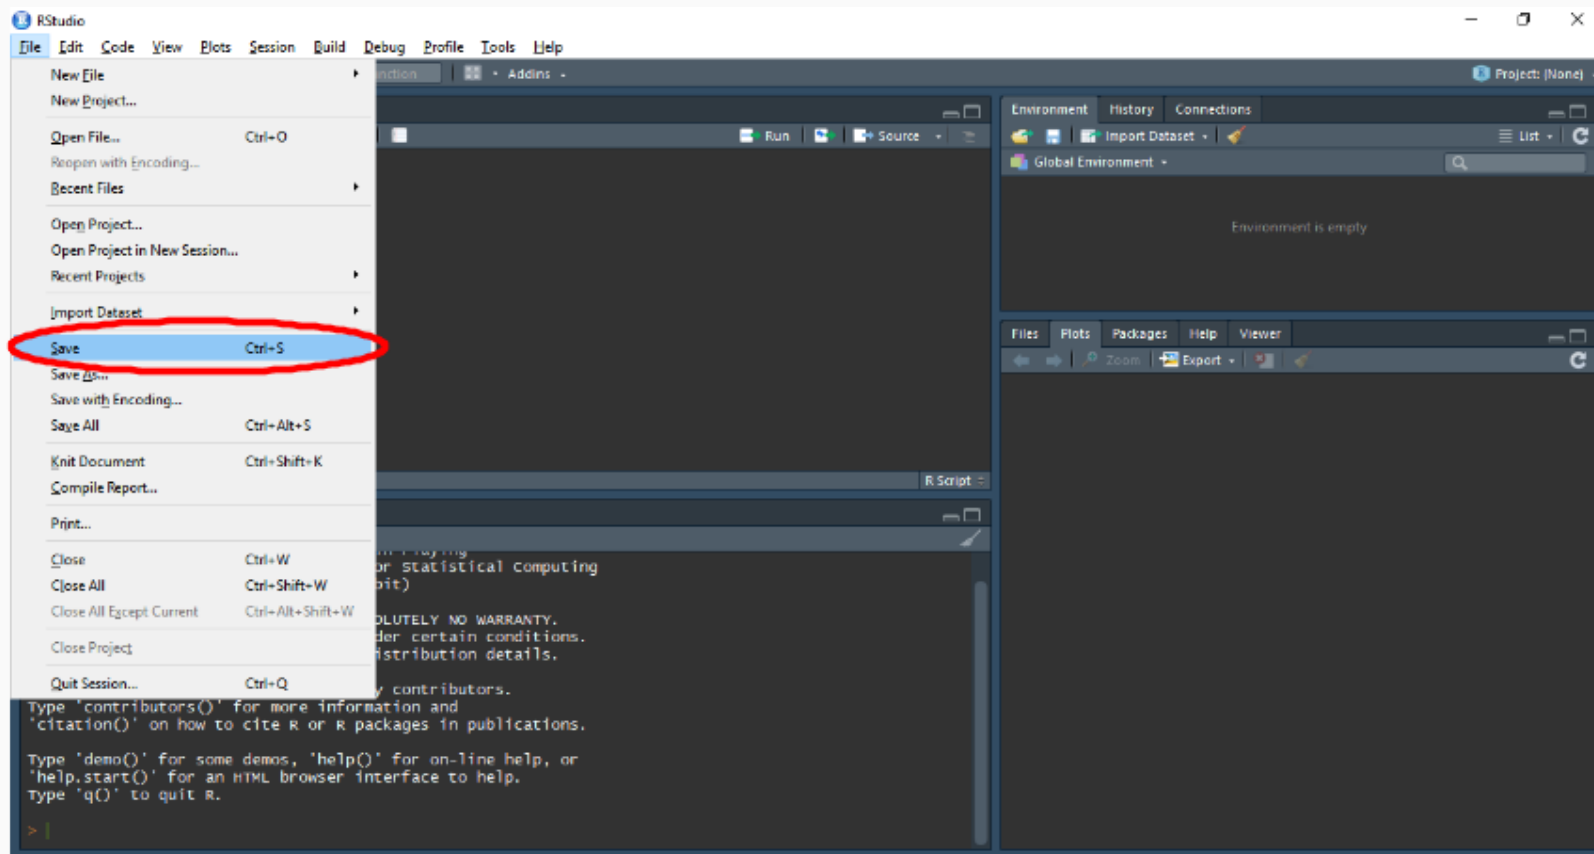 RStudio
File Edit Code View Plots Session Build Debug Profile Tools Help
New File
New Project...
Open File... Ctrl+O
Reopen with Encoding...
Recent Files
Open Project...
Open Project in New Session...
Recent Projects
Import Dataset
Save Ctrl+S
Save As...
Save with Encoding...
Save All Ctrl+Alt+S
Knit Document Ctrl+Shift+K
Compile Report...
Print...
Close Ctrl+W
Close All Ctrl+Shift+W
Close All Except Current Ctrl+Alt+Shift+W
Close Project
Quit Session... Ctrl+Q
nction Addins
Project: (None)
Run Source
R Script
or Statistical Computing
bit)
OLUTELY NO WARRANTY.
der certain conditions.
istribution details.
y contributors.
Type 'contributors()' for more information and
'citation()' on how to cite R or R packages in publications.
Type 'demo()' for some demos, 'help()' for on-line help, or
'help.start()' for an HTML browser interface to help.
Type 'q()' to quit R.
>
Environment History Connections
Import Dataset List
Global Environment
Environment is empty
Files Plots Packages Help Viewer
Zoom Export